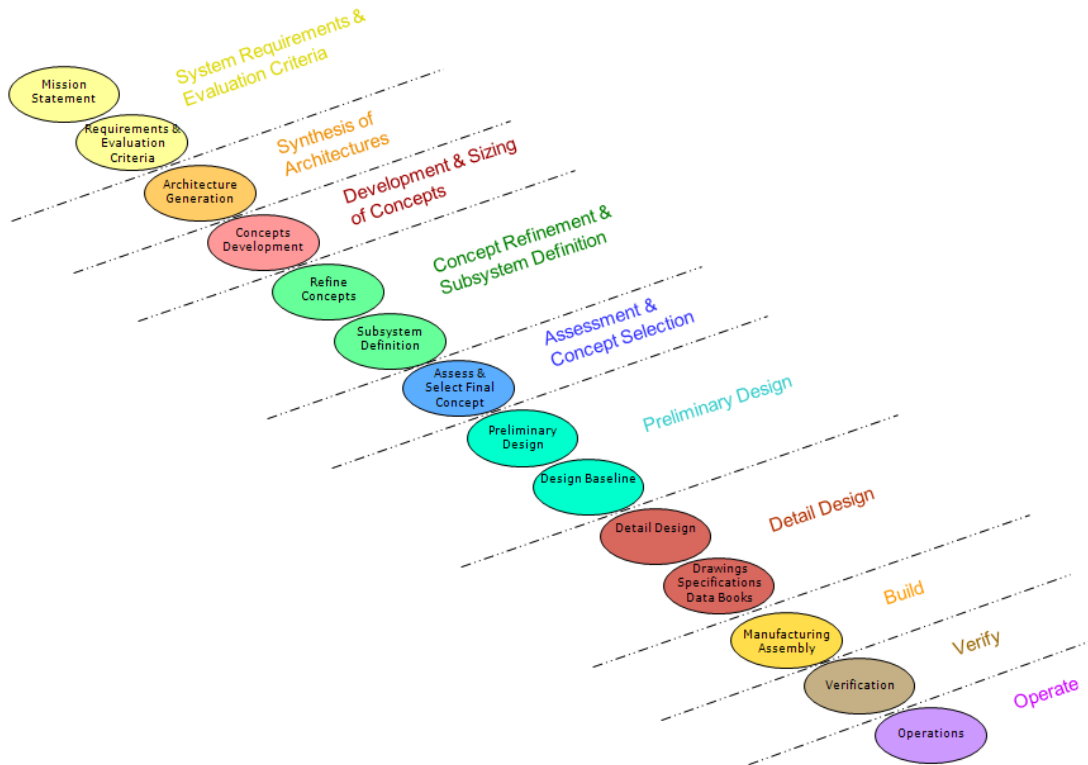 System Requirements &
Evaluation Criteria
Mission
Statement
Requirements &
Evaluation
Criteria
Synthesis of
Architectures
Architecture
Generation
Development & Sizing
of Concepts
Concepts
Development
Concept Refinement &
Subsystem Definition
Refine
Concepts
Subsystem
Definition
Assessment &
Concept Selection
Assess &
Select Final
Concept
Preliminary Design
Preliminary
Design
Design Baseline
Detail Design
Detail Design
Drawings
Specifications
Data Books
Build
Manufacturing
Assembly
Verify
Verification
Operate
Operations